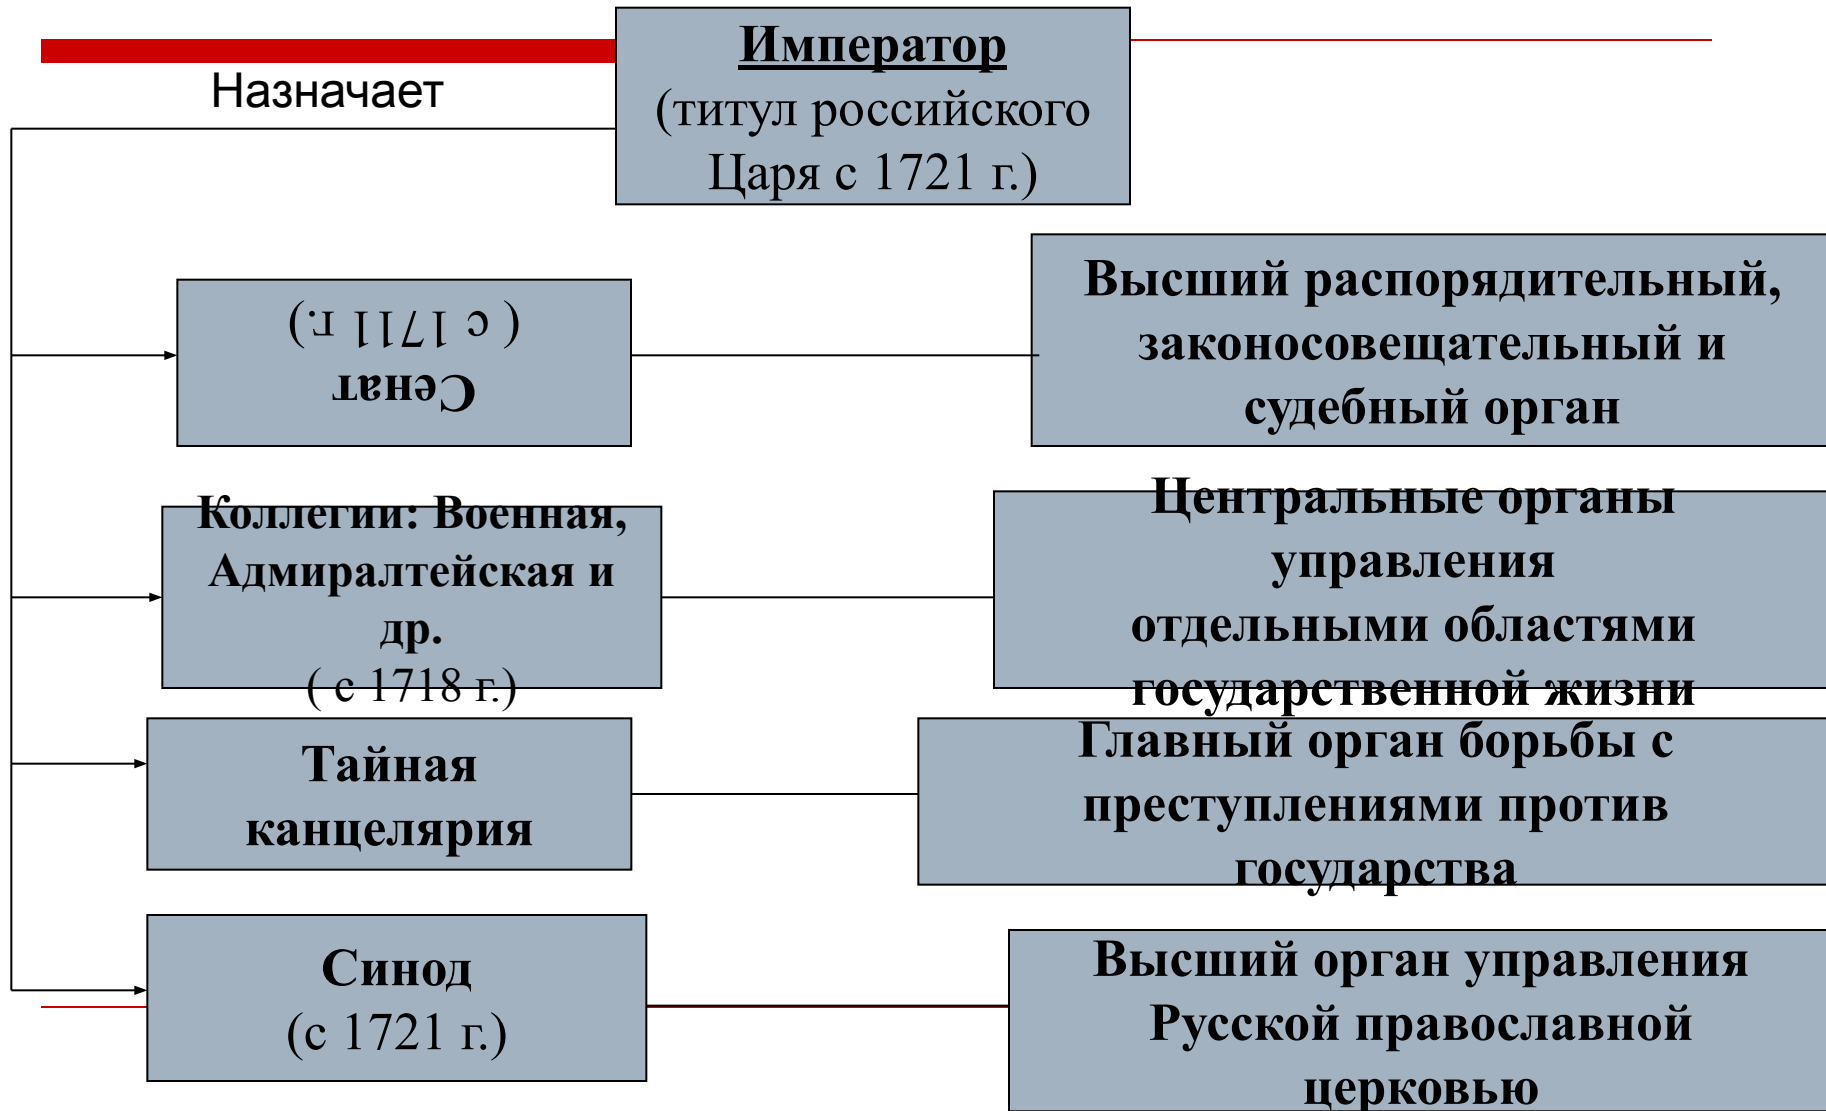 Назначает
Император
(титул российского
Царя с 1721 г.)
Сенат
( с 1711 г.)
Высший распорядительный,
законосовещательный и
судебный орган
Коллегии: Военная,
Адмиралтейская и
др.
( с 1718 г.)
Центральные органы
управления
отдельными областями
государственной жизни
Тайная
канцелярия
Главный орган борьбы с
преступлениями против
государства
Синод
(с 1721 г.)
Высший орган управления
Русской православной
церковью